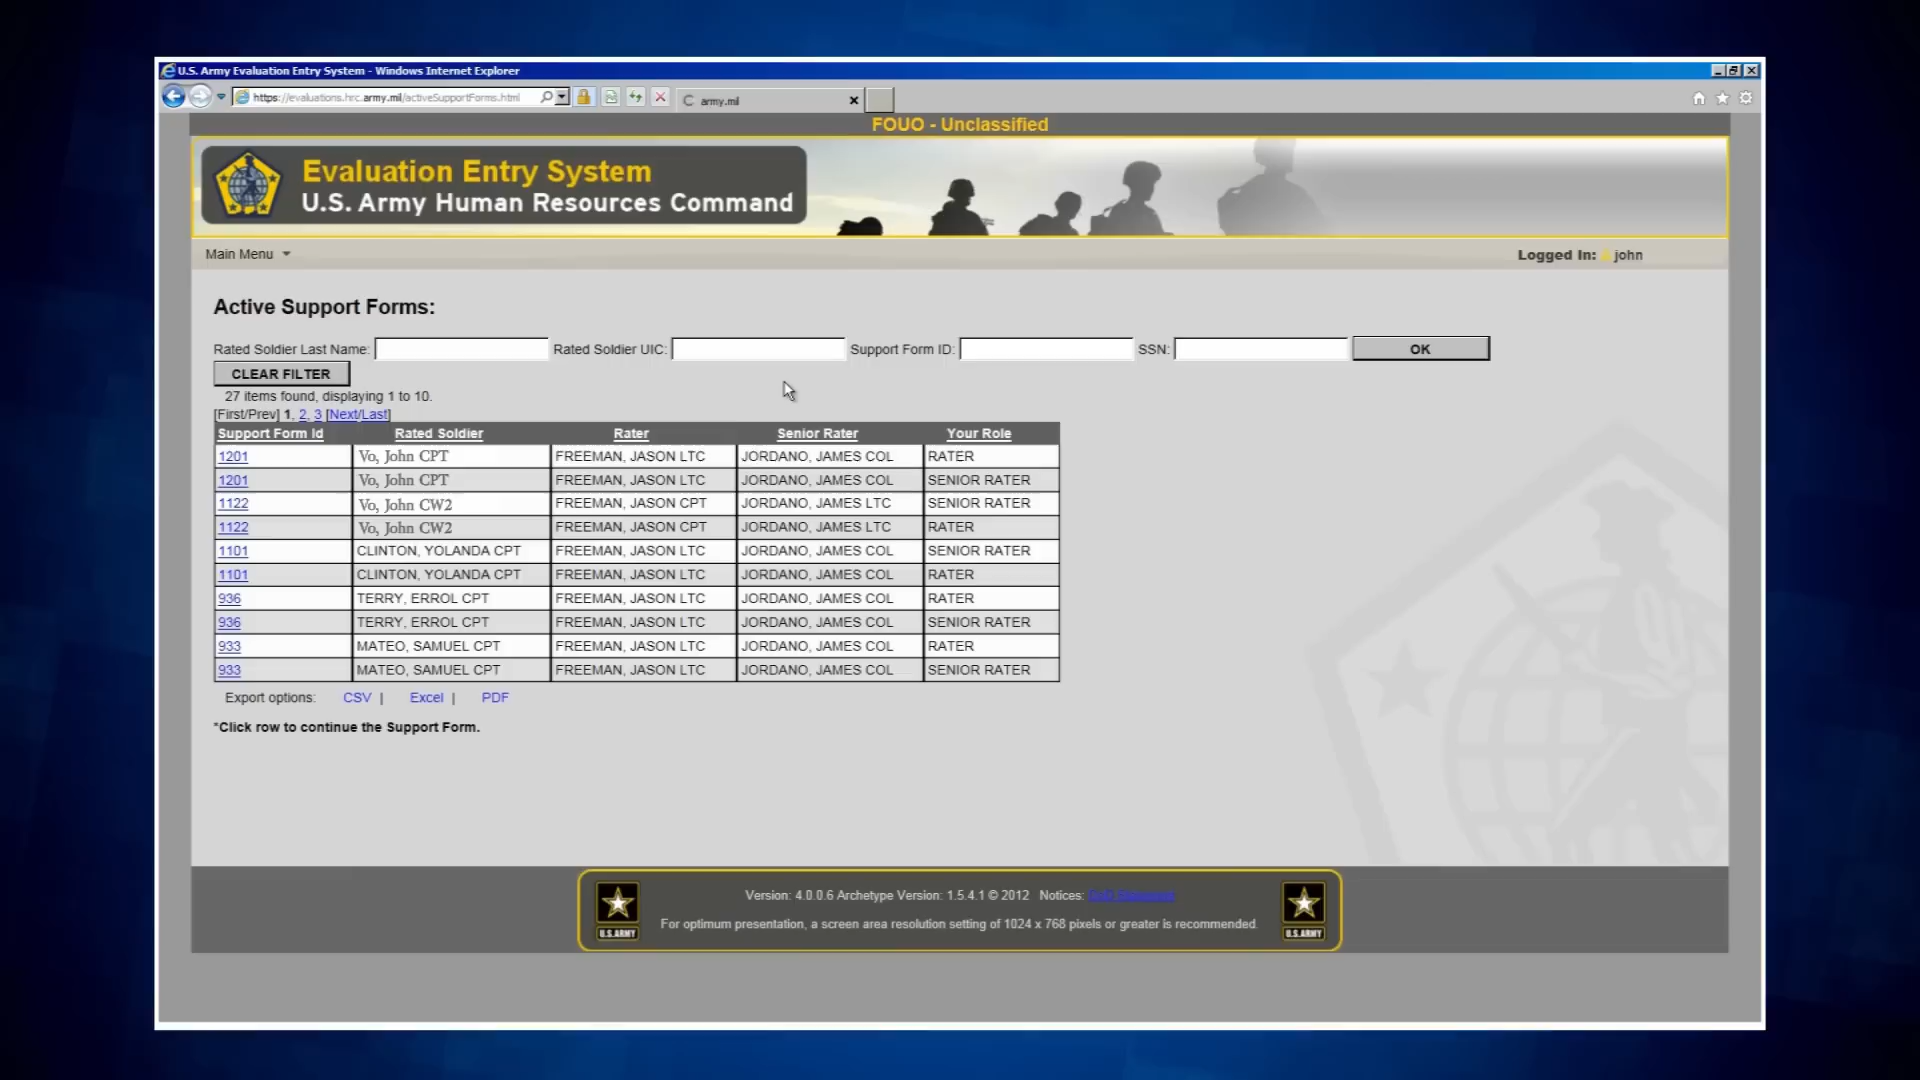 U.S. Army Evaluation Entry System - Windows Internet Explorer
https://evaluations.hrc.army.mil/activeSupportForms.html army.mil
FOUO - Unclassified
Evaluation Entry System
U.S. Army Human Resources Command
Main Menu Logged In: john
Active Support Forms:
Rated Soldier Last Name: Rated Soldier UIC: Support Form ID: SSN: OK
CLEAR FILTER
27 items found, displaying 1 to 10.
[First/Prev] 1, 2, 3 [Next/Last]
Support Form Id Rated Soldier Rater Senior Rater Your Role
1201 Vo, John CPT FREEMAN, JASON LTC JORDANO, JAMES COL RATER
1201 Vo, John CPT FREEMAN, JASON LTC JORDANO, JAMES COL SENIOR RATER
1122 Vo, John CW2 FREEMAN, JASON CPT JORDANO, JAMES LTC SENIOR RATER
1122 Vo, John CW2 FREEMAN, JASON CPT JORDANO, JAMES LTC RATER
1101 CLINTON, YOLANDA CPT FREEMAN, JASON LTC JORDANO, JAMES COL SENIOR RATER
1101 CLINTON, YOLANDA CPT FREEMAN, JASON LTC JORDANO, JAMES COL RATER
936 TERRY, ERROL CPT FREEMAN, JASON LTC JORDANO, JAMES COL RATER
936 TERRY, ERROL CPT FREEMAN, JASON LTC JORDANO, JAMES COL SENIOR RATER
933 MATEO, SAMUEL CPT FREEMAN, JASON LTC JORDANO, JAMES COL RATER
933 MATEO, SAMUEL CPT FREEMAN, JASON LTC JORDANO, JAMES COL SENIOR RATER
Export options: CSV | Excel | PDF
*Click row to continue the Support Form.
Version: 4.0.0.6 Archetype Version: 1.5.4.1 © 2012 Notices:
For optimum presentation, a screen area resolution setting of 1024 x 768 pixels or greater is recommended.
U.S.ARMY U.S.ARMY